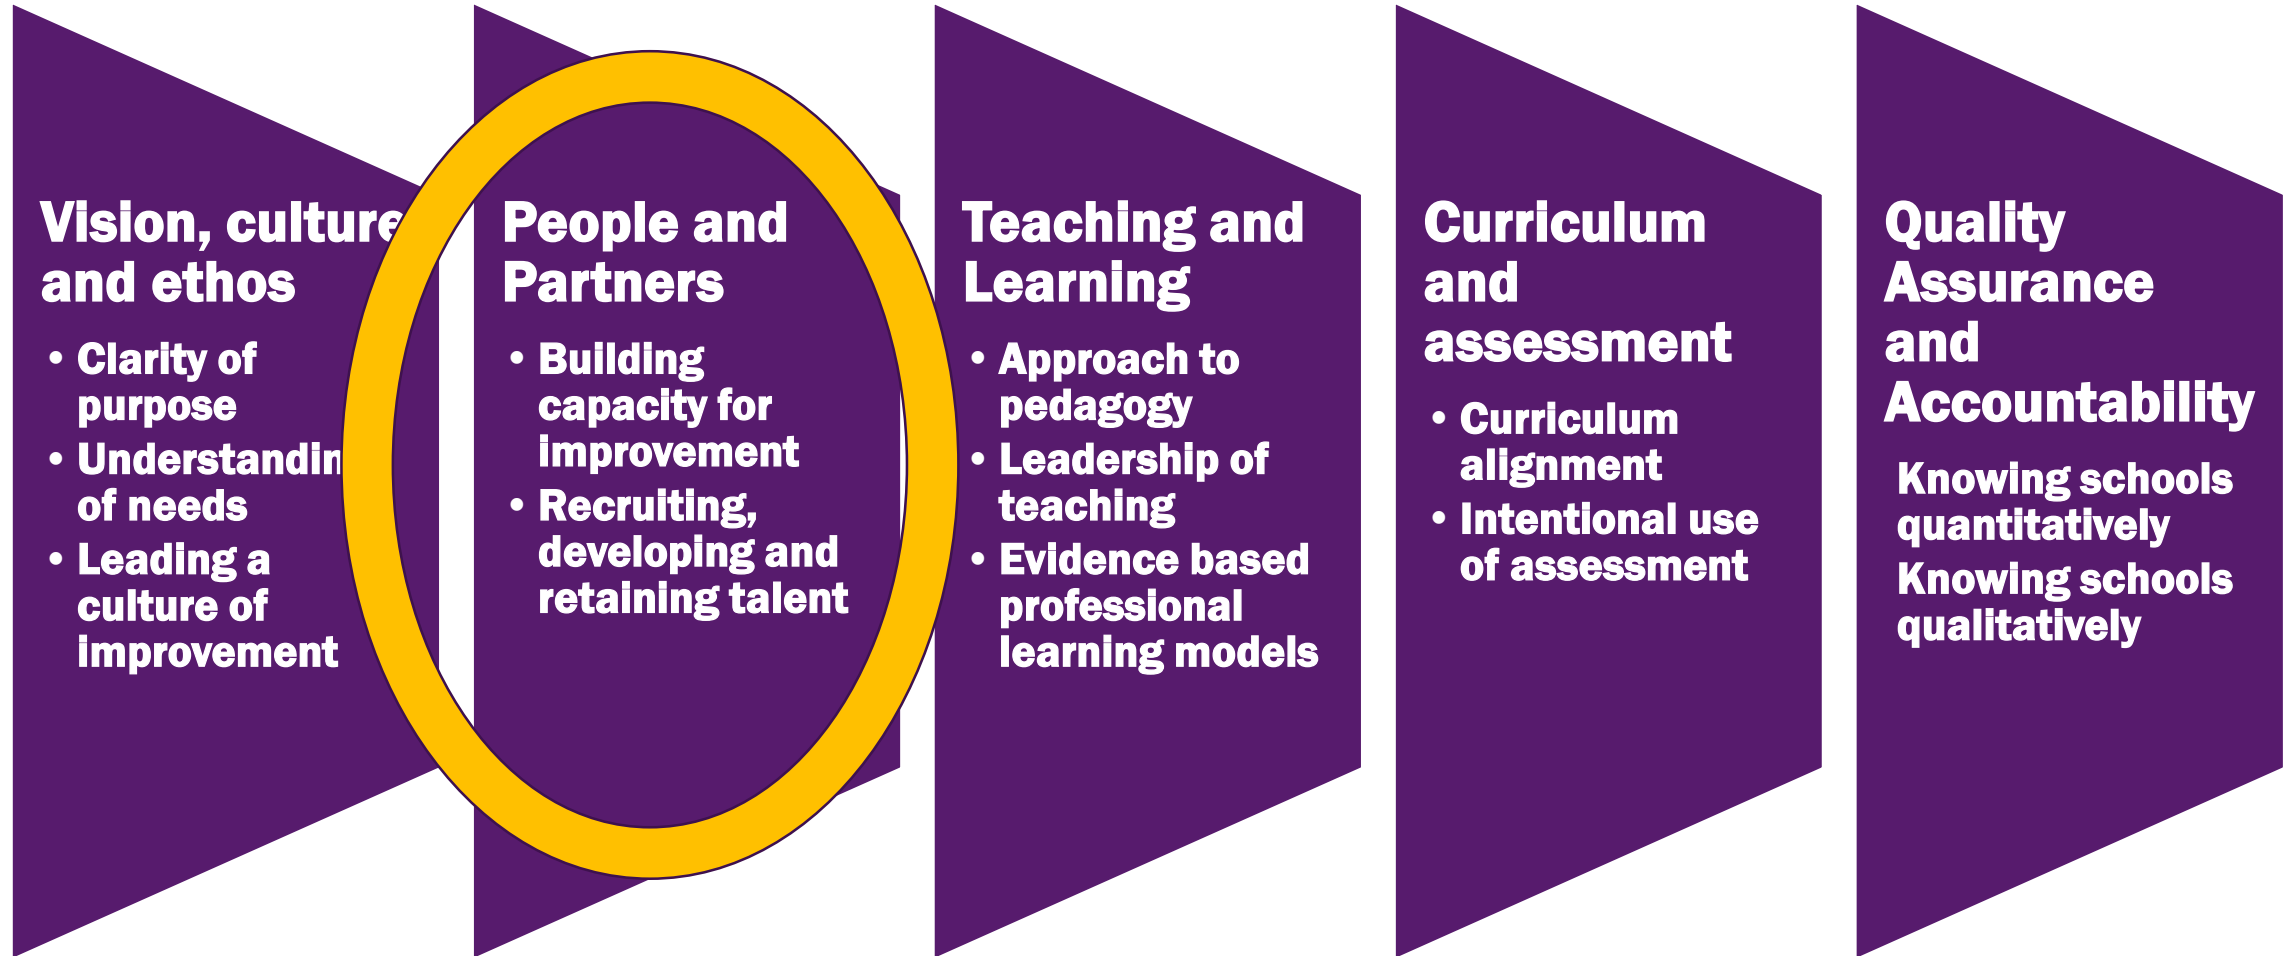 Vision, culture
and ethos
• Clarity of
purpose
• Understandin
of needs
• Leading a
culture of
improvement
People and
Partners
• Building
capacity for
improvement
• Recruiting,
developing and
retaining talent
Teaching and
Learning
• Approach to
pedagogy
• Leadership of
teaching
• Evidence based
professional
learning models
Curriculum
and
assessment
• Curriculum
alignment
• Intentional use
of assessment
Quality
Assurance
and
Accountability
Knowing schools
quantitatively
Knowing schools
qualitatively